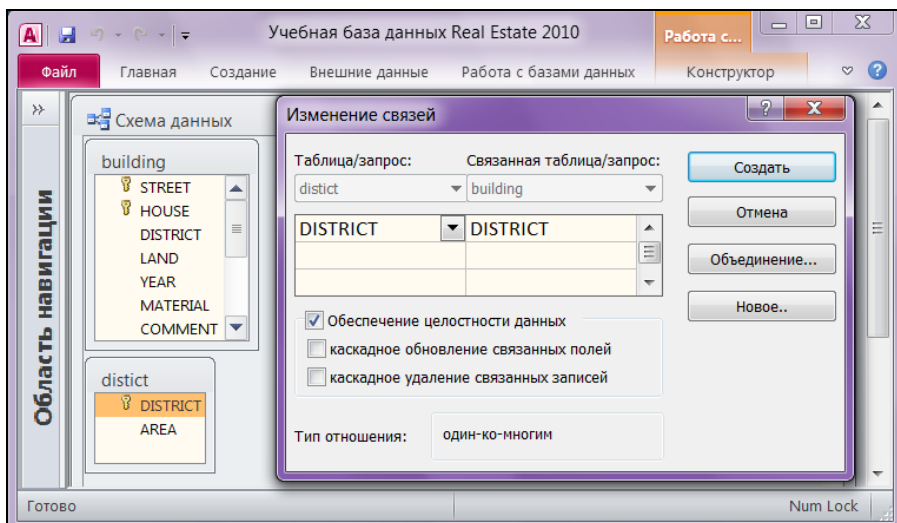 Учебная база данных Real Estate 2010
Работа с...
Файл Главная Создание Внешние данные Работа с базами данных Конструктор
Область навигации
Схема данных
building
STREET
HOUSE
DISTRICT
LAND
YEAR
MATERIAL
COMMENT
distict
DISTRICT
AREA
Изменение связей
Таблица/запрос: Связанная таблица/запрос:
distict building
DISTRICT DISTRICT
Обеспечение целостности данных
каскадное обновление связанных полей
каскадное удаление связанных записей
Тип отношения: один-ко-многим
Создать
Отмена
Объединение...
Новое..
Готово Num Lock